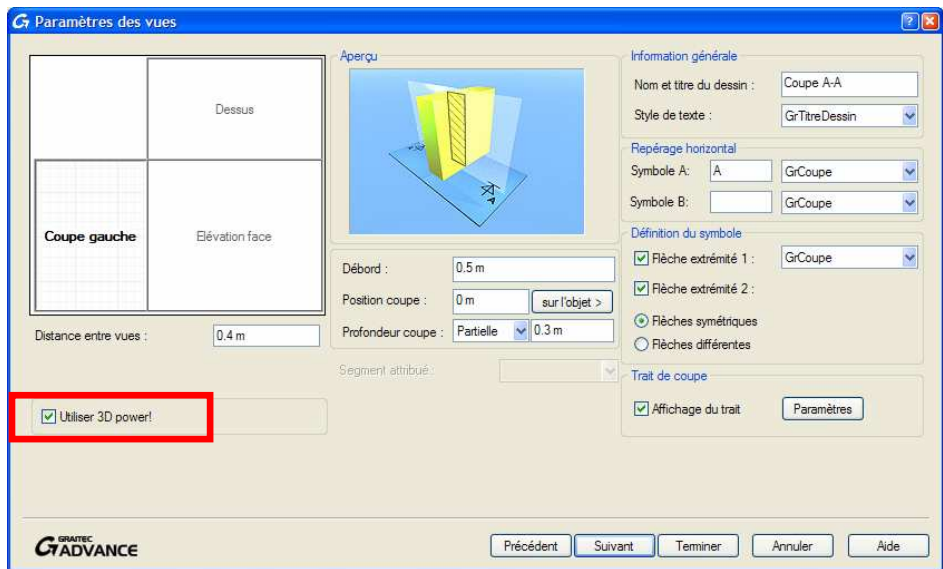 Paramètres des vues
Dessus
Coupe gauche
Elévation face
Distance entre vues :
0.4 m
Utiliser 3D power!
Aperçu
A
Débord :
0.5 m
Position coupe :
0 m
sur l'objet >
Profondeur coupe :
Partielle
0.3 m
Segment attribué :
Information générale
Nom et titre du dessin :
Coupe A-A
Style de texte :
GrTitreDessin
Repérage horizontal
Symbole A:
A
GrCoupe
Symbole B:
GrCoupe
Définition du symbole
Flèche extrémité 1 :
GrCoupe
Flèche extrémité 2 :
Flèches symétriques
Flèches différentes
Trait de coupe
Affichage du trait
Paramètres
GRAITEC
ADVANCE
Précédent
Suivant
Terminer
Annuler
Aide